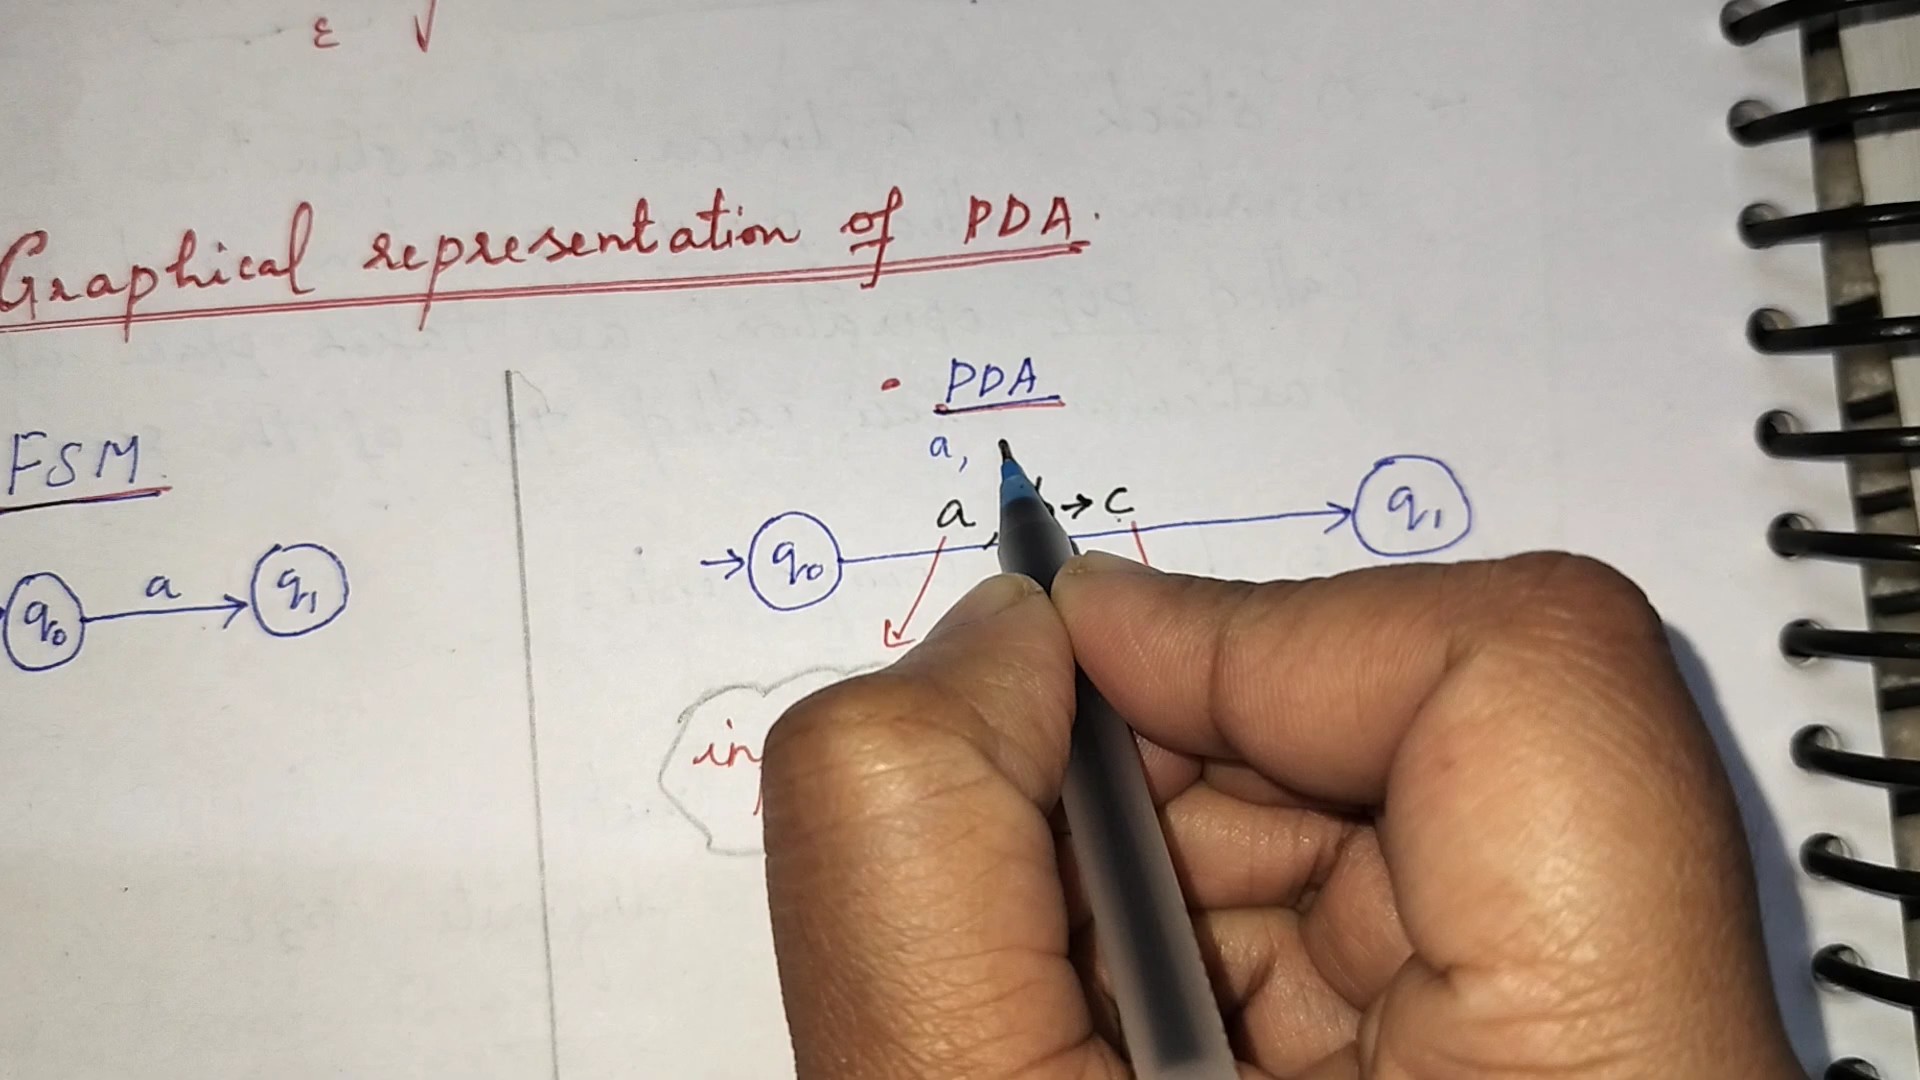 ε √
Graphical representation of PDA.
FSM
q₀ a q₁
• PDA
a,
a, b → c
→ q₀ q₁